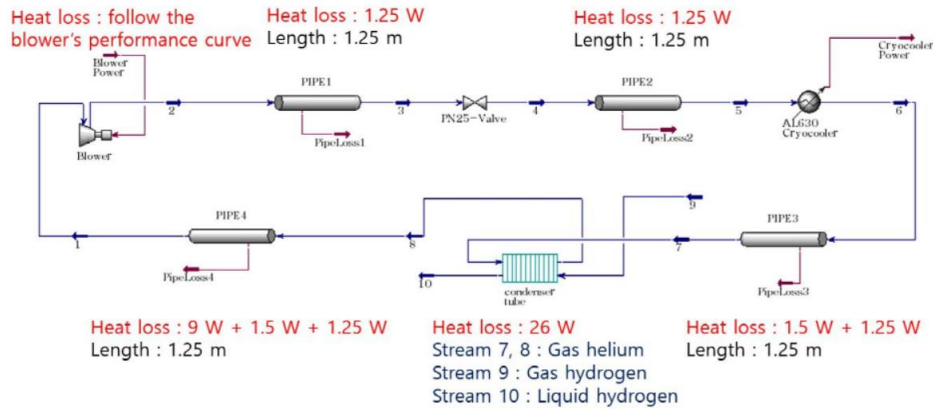 Heat loss : follow the
blower's performance curve
Heat loss : 1.25 W
Length : 1.25 m
Heat loss : 1.25 W
Length : 1.25 m
Blower
Power
Cryocooler
Power
PIPE1
PIPE2
2
3
4
5
6
PN25-Valve
AL630
Cryocooler
PipeLoss1
PipeLoss2
Blower
PIPE4
PIPE3
9
1
8
7
10
PipeLoss4
condenser
tube
PipeLoss3
Heat loss : 9 W + 1.5 W + 1.25 W
Length : 1.25 m
Heat loss : 26 W
Stream 7, 8 : Gas helium
Stream 9 : Gas hydrogen
Stream 10 : Liquid hydrogen
Heat loss : 1.5 W + 1.25 W
Length : 1.25 m